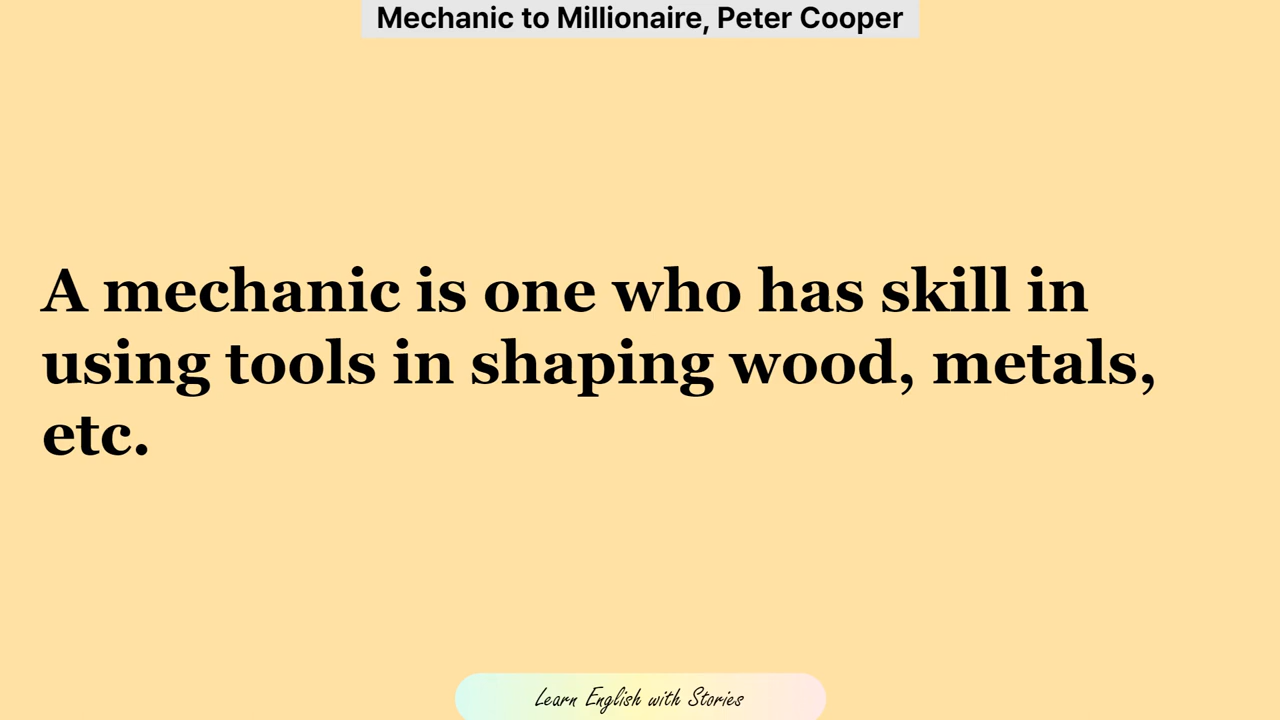 Mechanic to Millionaire, Peter Cooper
A mechanic is one who has skill in
using tools in shaping wood, metals,
etc.
Learn English with Stories